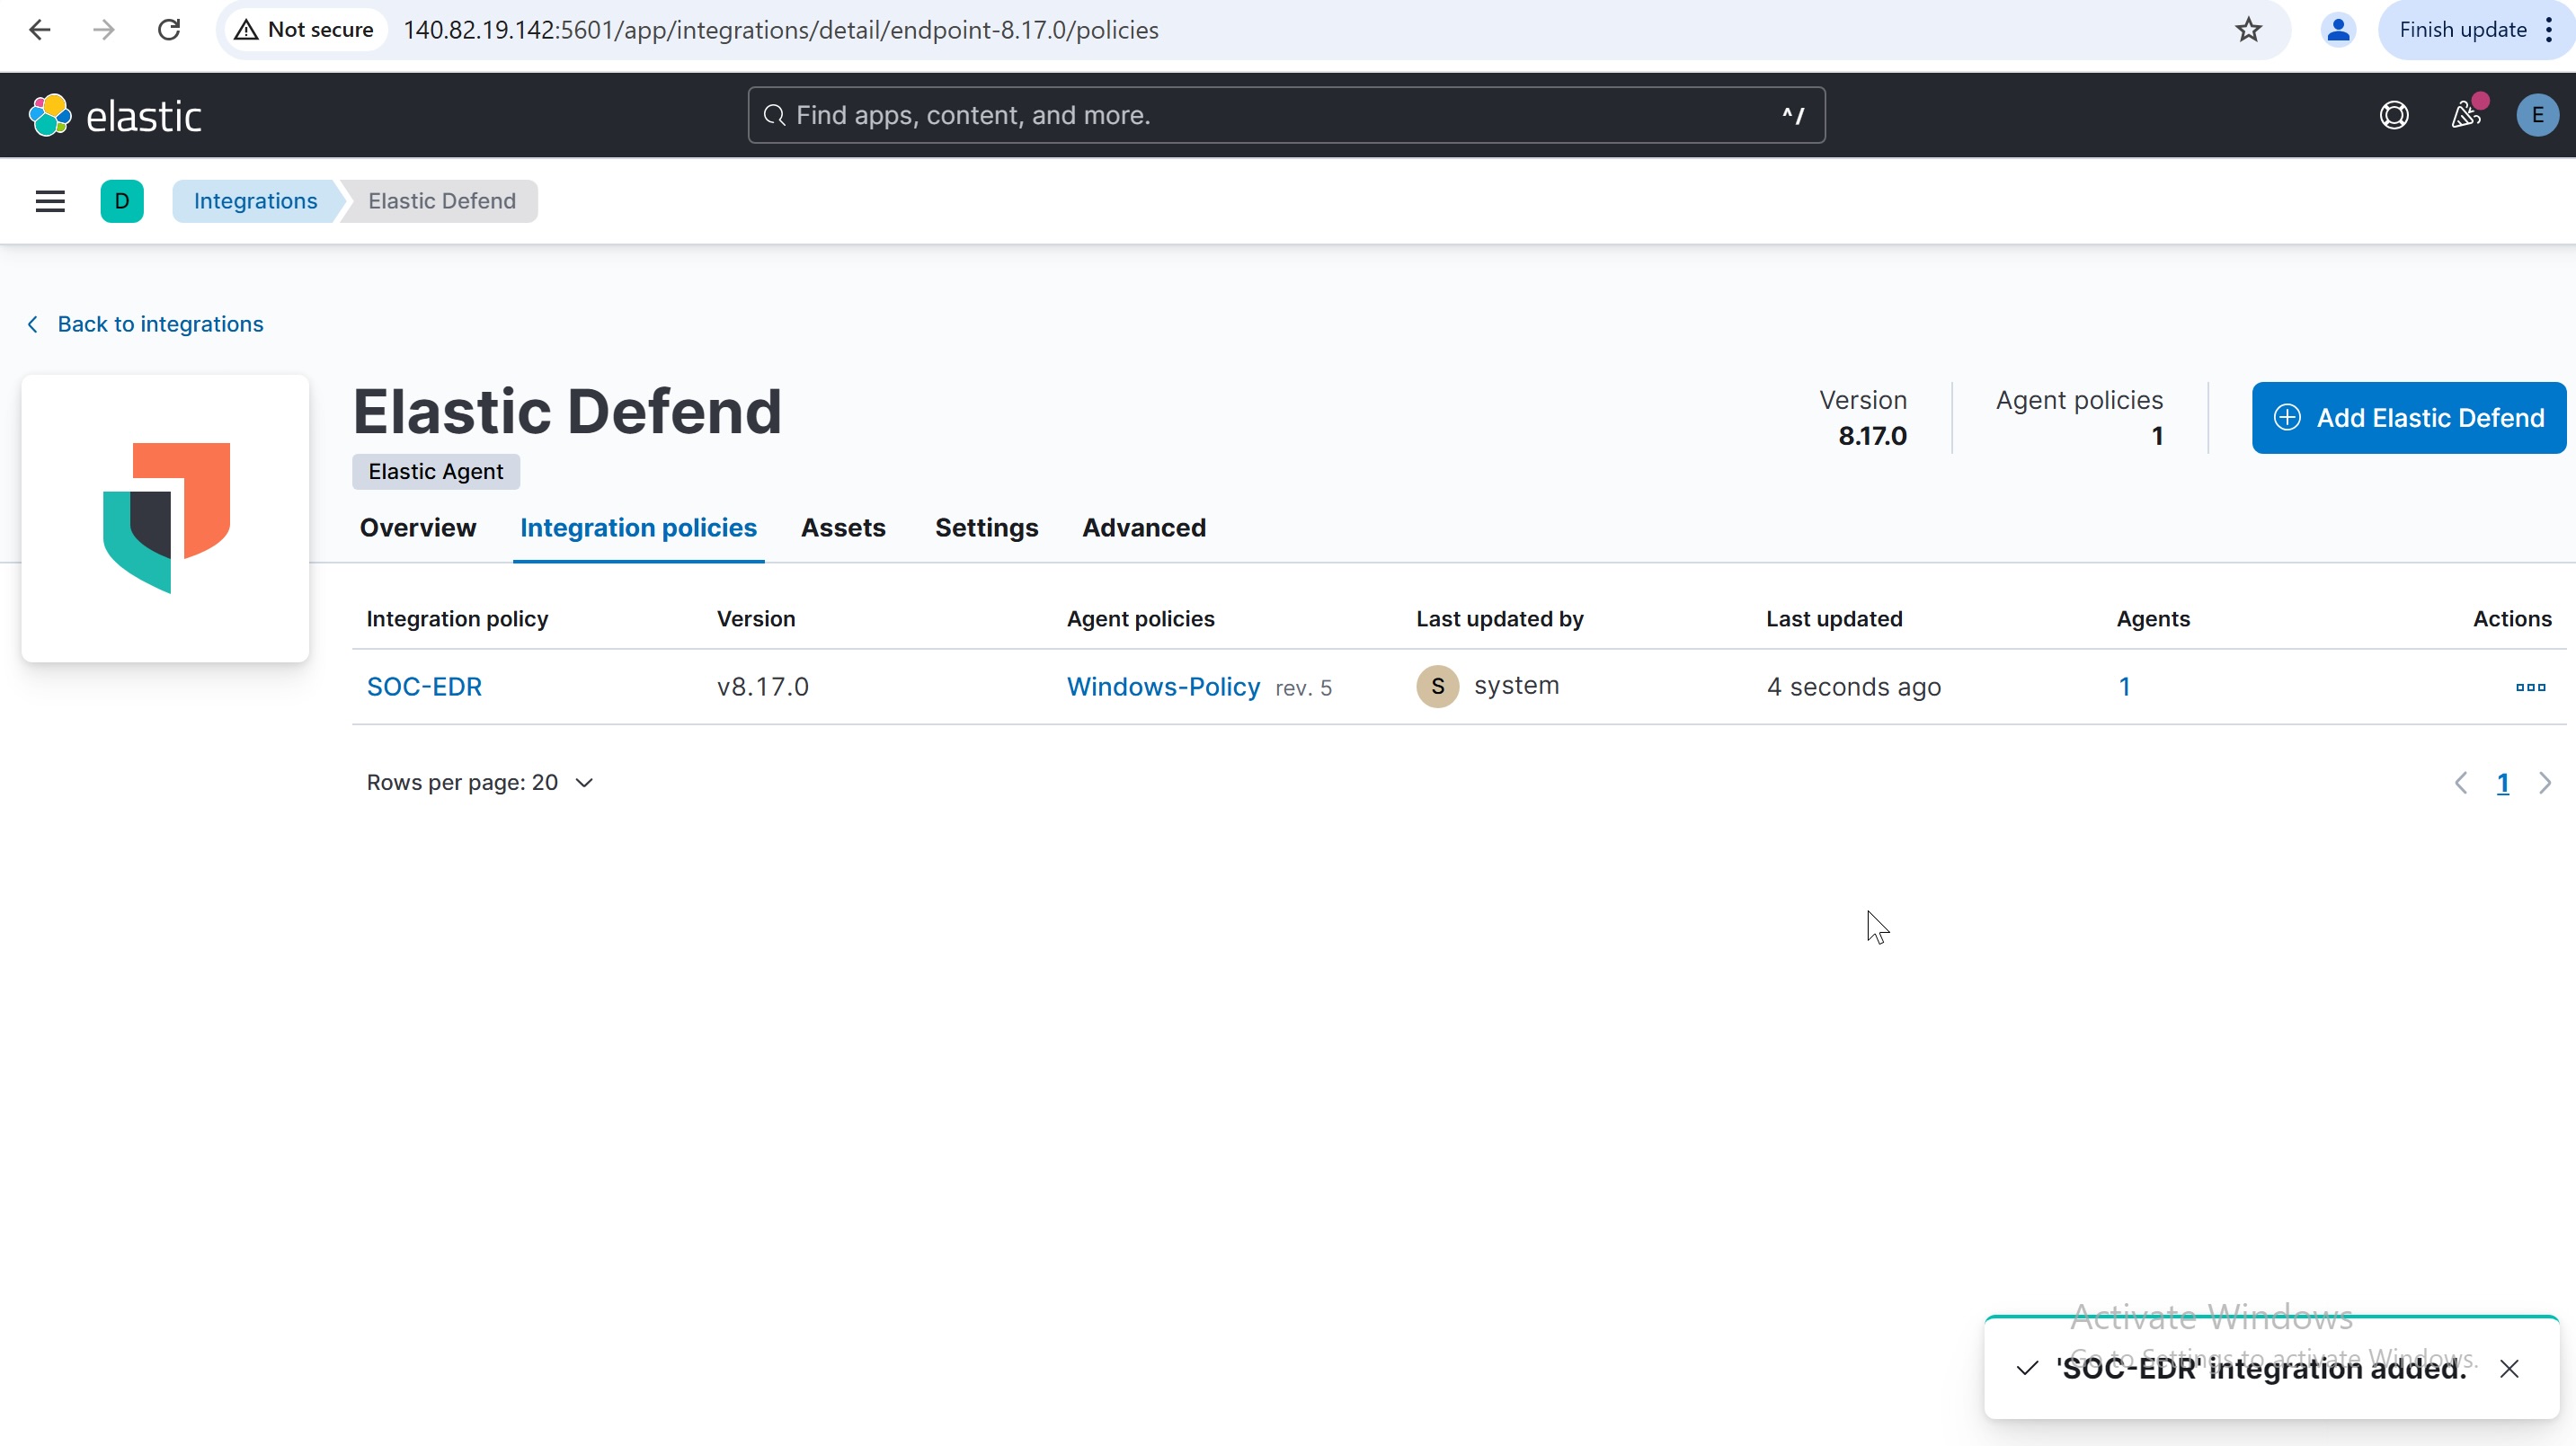 Not secure 140.82.19.142:5601/app/integrations/detail/endpoint-8.17.0/policies Finish update
elastic Find apps, content, and more. ^/ E
D Integrations Elastic Defend
Back to integrations
Elastic Defend
Elastic Agent
Version
8.17.0
Agent policies
1
Add Elastic Defend
Overview Integration policies Assets Settings Advanced
Integration policy Version Agent policies Last updated by Last updated Agents Actions
SOC-EDR v8.17.0 Windows-Policy rev. 5 S system 4 seconds ago 1
Rows per page: 20 1
Activate Windows
Go to Settings to activate Windows.
'SOC-EDR' integration added.